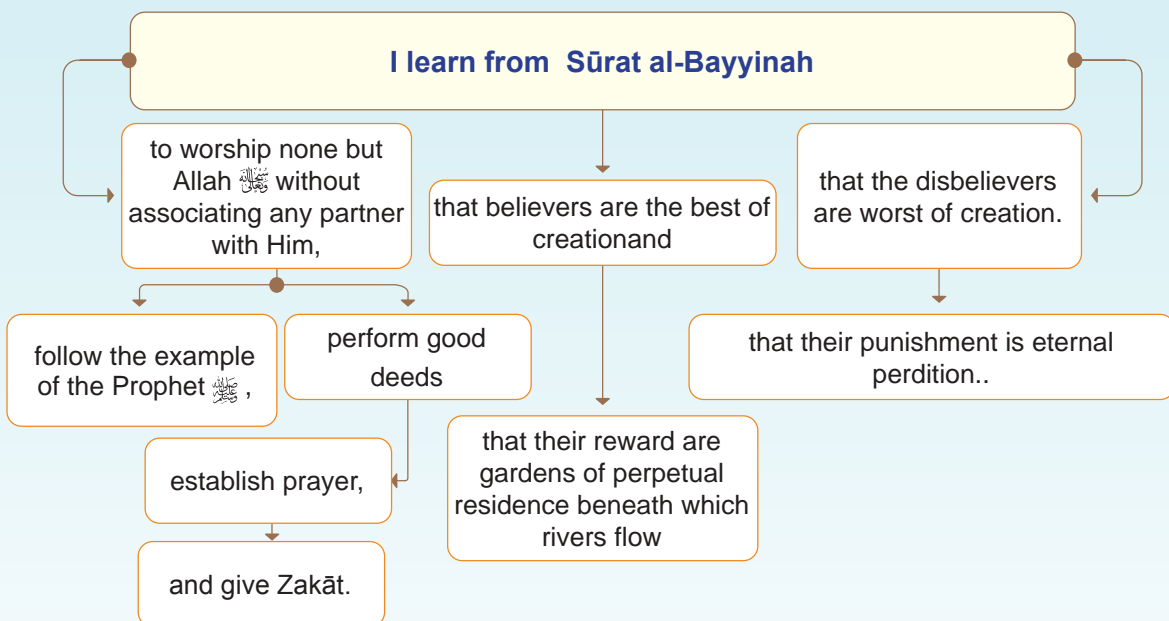 I learn from Sūrat al-Bayyinah
to worship none but
Allah سبحانه وتعالى without
associating any partner
with Him,
follow the example
of the Prophet ﷺ ,
perform good
deeds
establish prayer,
and give Zakāt.
that believers are the best of
creationand
that their reward are
gardens of perpetual
residence beneath which
rivers flow
that the disbelievers
are worst of creation.
that their punishment is eternal
perdition..